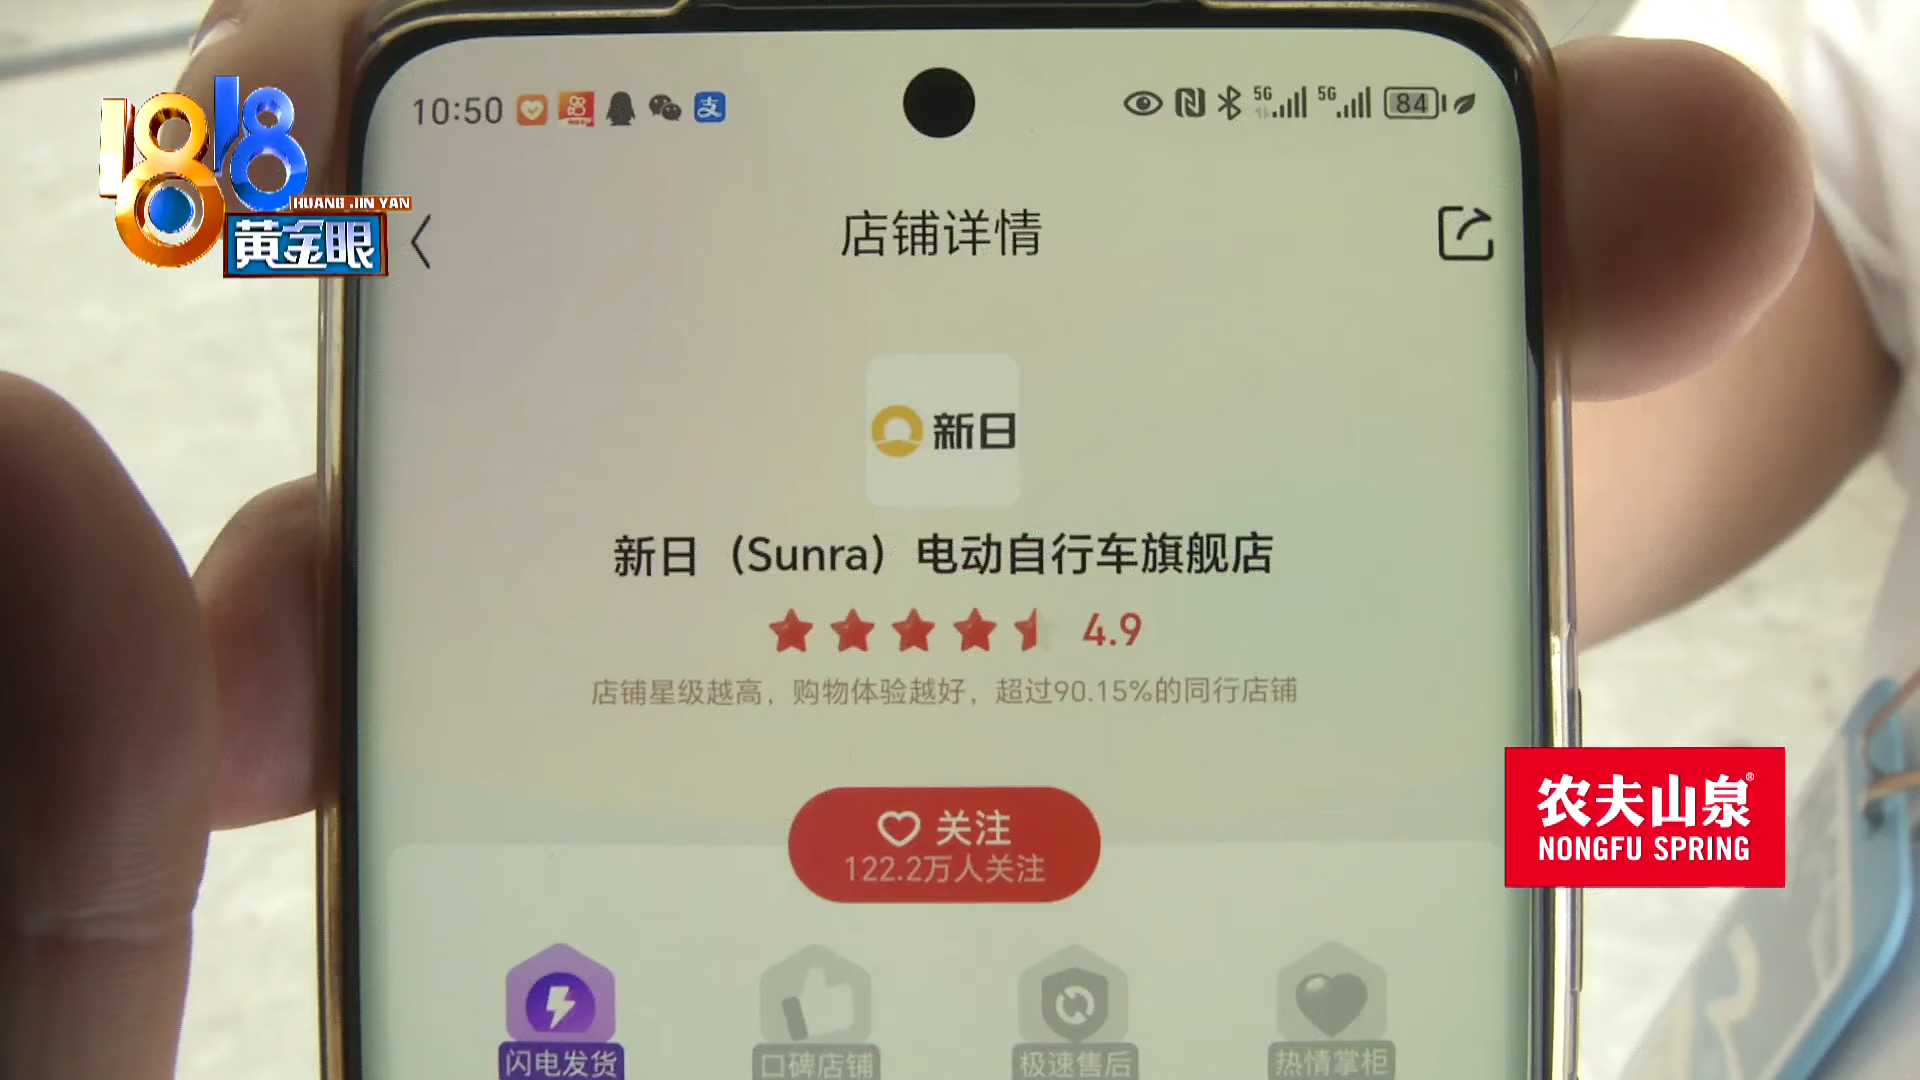 10:50
5G
5G
84
1818
HUANG JIN YAN
黄金眼
店铺详情
新日
新日（Sunra）电动自行车旗舰店
4.9
店铺星级越高，购物体验越好，超过90.15%的同行店铺
关注
122.2万人关注
农夫山泉®
NONGFU SPRING
闪电发货
口碑店铺
极速售后
热情掌柜